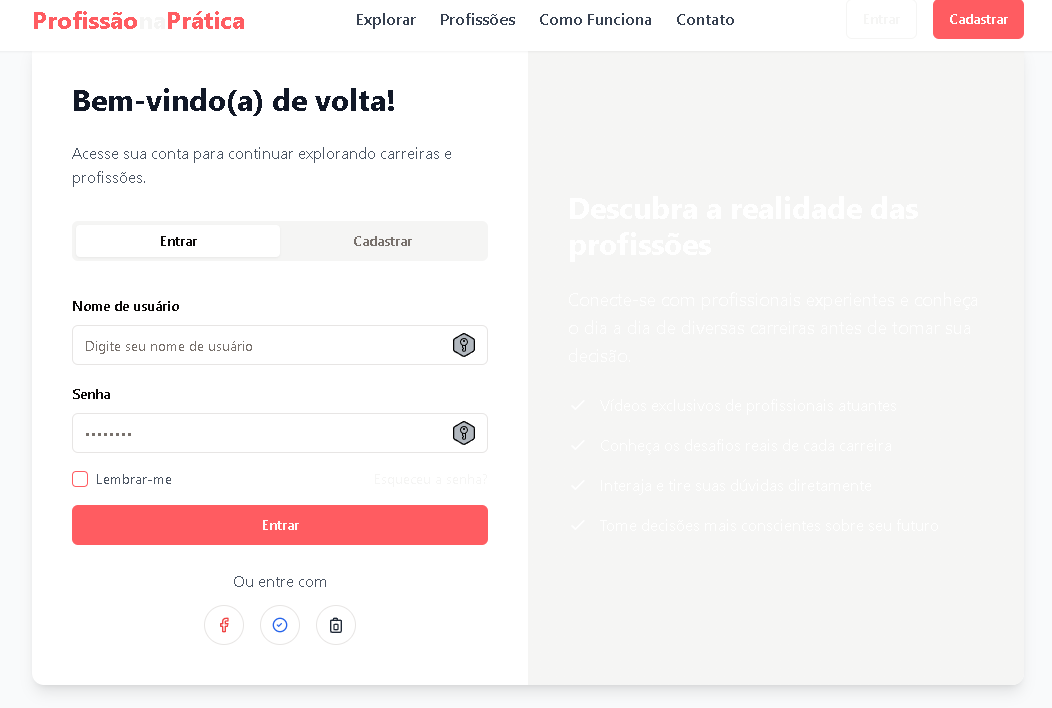 ProfissãonaPrática
Explorar
Profissões
Como Funciona
Contato
Entrar
Cadastrar
Bem-vindo(a) de volta!
Acesse sua conta para continuar explorando carreiras e
profissões.
Entrar
Cadastrar
Nome de usuário
Digite seu nome de usuário
Senha
••••••••
Lembrar-me
Esqueceu a senha?
Entrar
Ou entre com
Descubra a realidade das
profissões
Conecte-se com profissionais experientes e conheça
o dia a dia de diversas carreiras antes de tomar sua
decisão.
Vídeos exclusivos de profissionais atuantes
Conheça os desafios reais de cada carreira
Interaja e tire suas dúvidas diretamente
Tome decisões mais conscientes sobre seu futuro